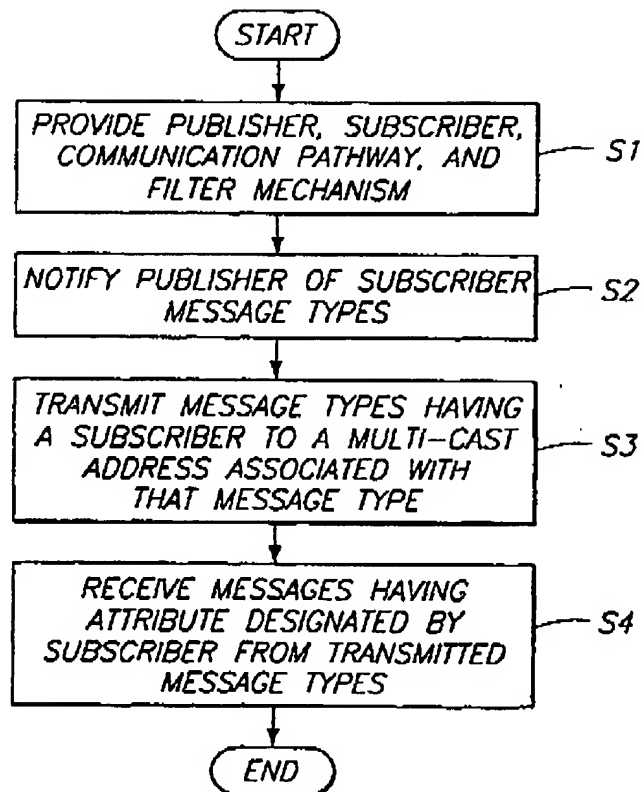 START
PROVIDE PUBLISHER, SUBSCRIBER,
COMMUNICATION PATHWAY, AND
FILTER MECHANISM
S1
NOTIFY PUBLISHER OF SUBSCRIBER
MESSAGE TYPES
S2
TRANSMIT MESSAGE TYPES HAVING
A SUBSCRIBER TO A MULTI-CAST
ADDRESS ASSOCIATED WITH
THAT MESSAGE TYPE
S3
RECEIVE MESSAGES HAVING
ATTRIBUTE DESIGNATED BY
SUBSCRIBER FROM TRANSMITTED
MESSAGE TYPES
S4
END